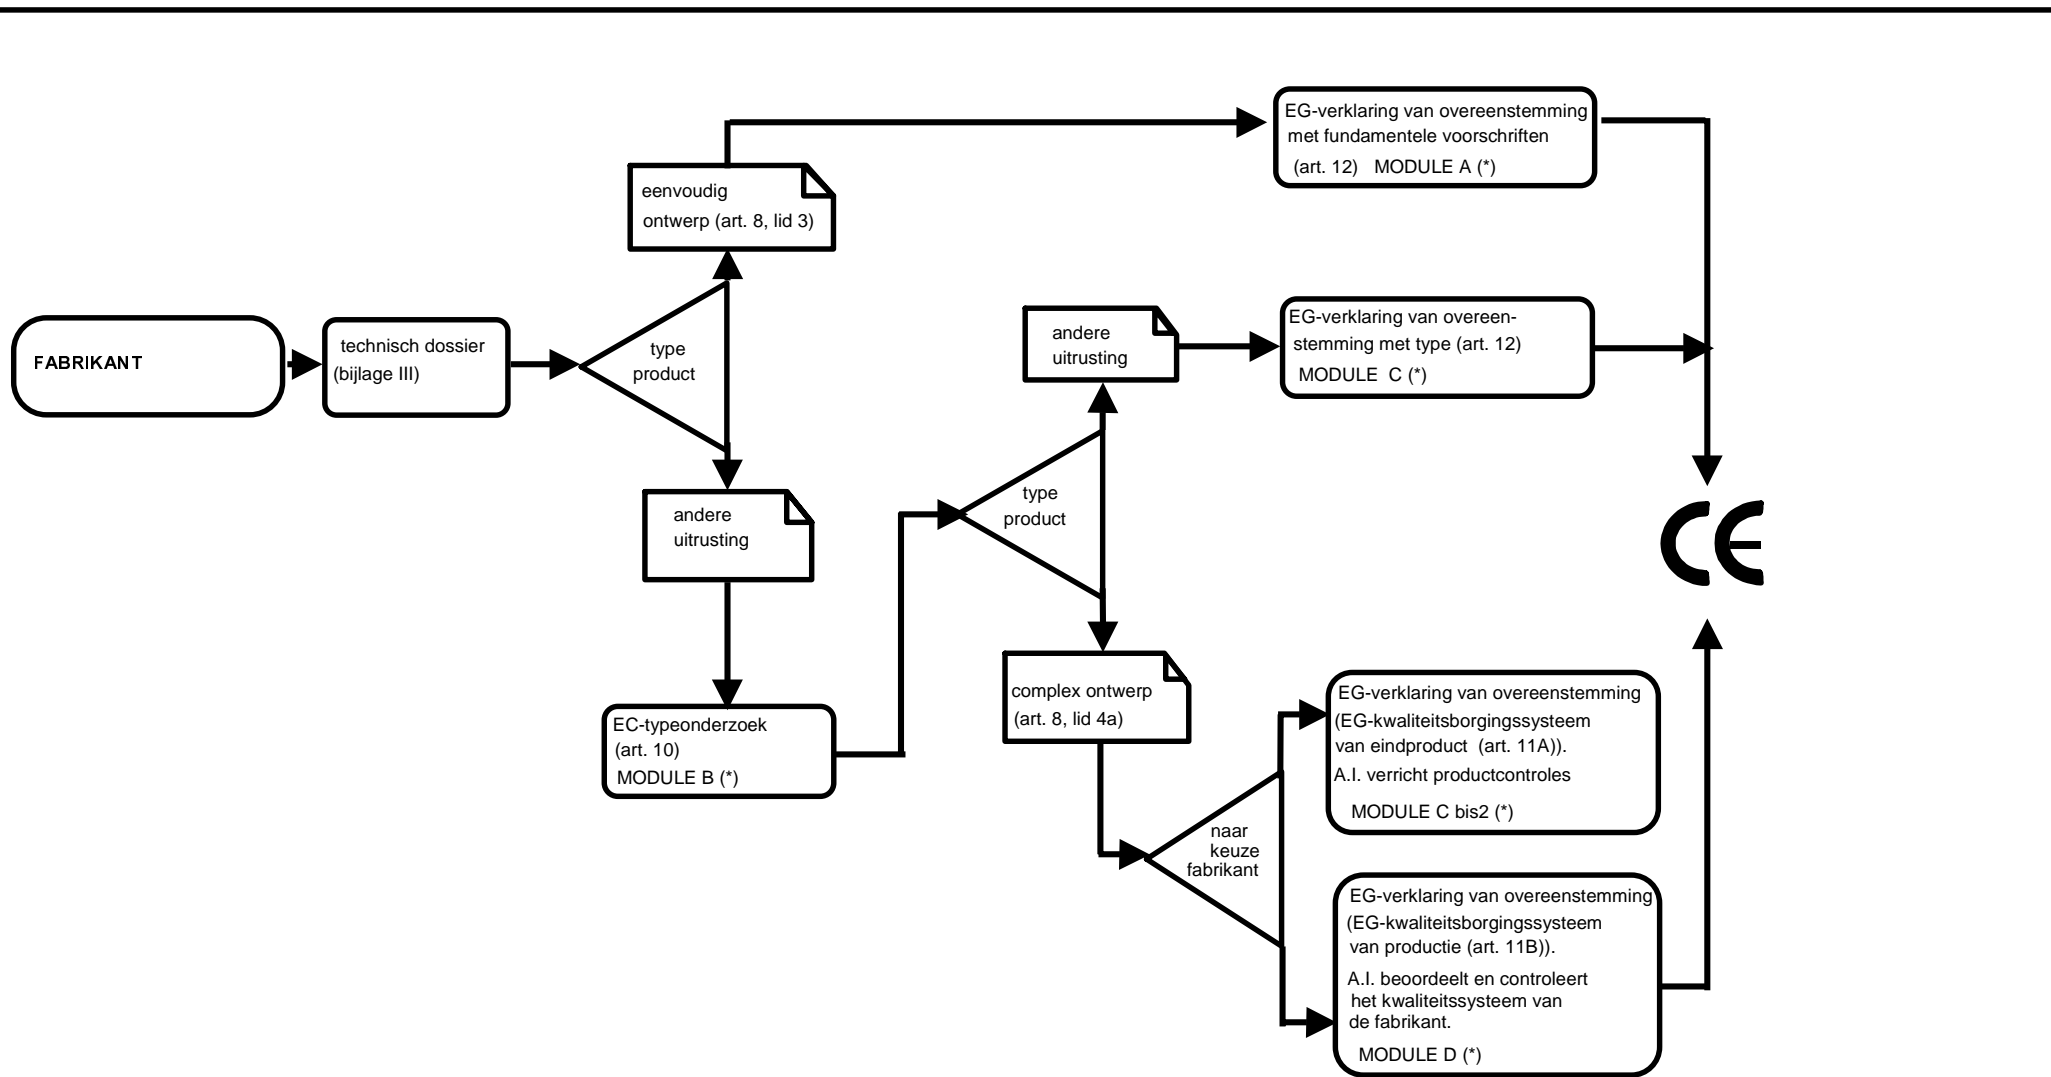 EG-verklaring van overeenstemming
met fundamentele voorschriften
(art. 12) MODULE A (*)
eenvoudig
ontwerp (art. 8, lid 3)
FABRIKANT
technisch dossier
(bijlage III)
type
product
andere
uitrusting
EG-verklaring van overeen-
stemming met type (art. 12)
MODULE C (*)
andere
uitrusting
type
product
CE
EC-typeonderzoek
(art. 10)
MODULE B (*)
complex ontwerp
(art. 8, lid 4a)
EG-verklaring van overeenstemming
(EG-kwaliteitsborgingssysteem
van eindproduct (art. 11A)).
A.I. verricht productcontroles
MODULE C bis2 (*)
naar
keuze
fabrikant
EG-verklaring van overeenstemming
(EG-kwaliteitsborgingssysteem
van productie (art. 11B)).
A.I. beoordeelt en controleert
het kwaliteitssysteem van
de fabrikant.
MODULE D (*)